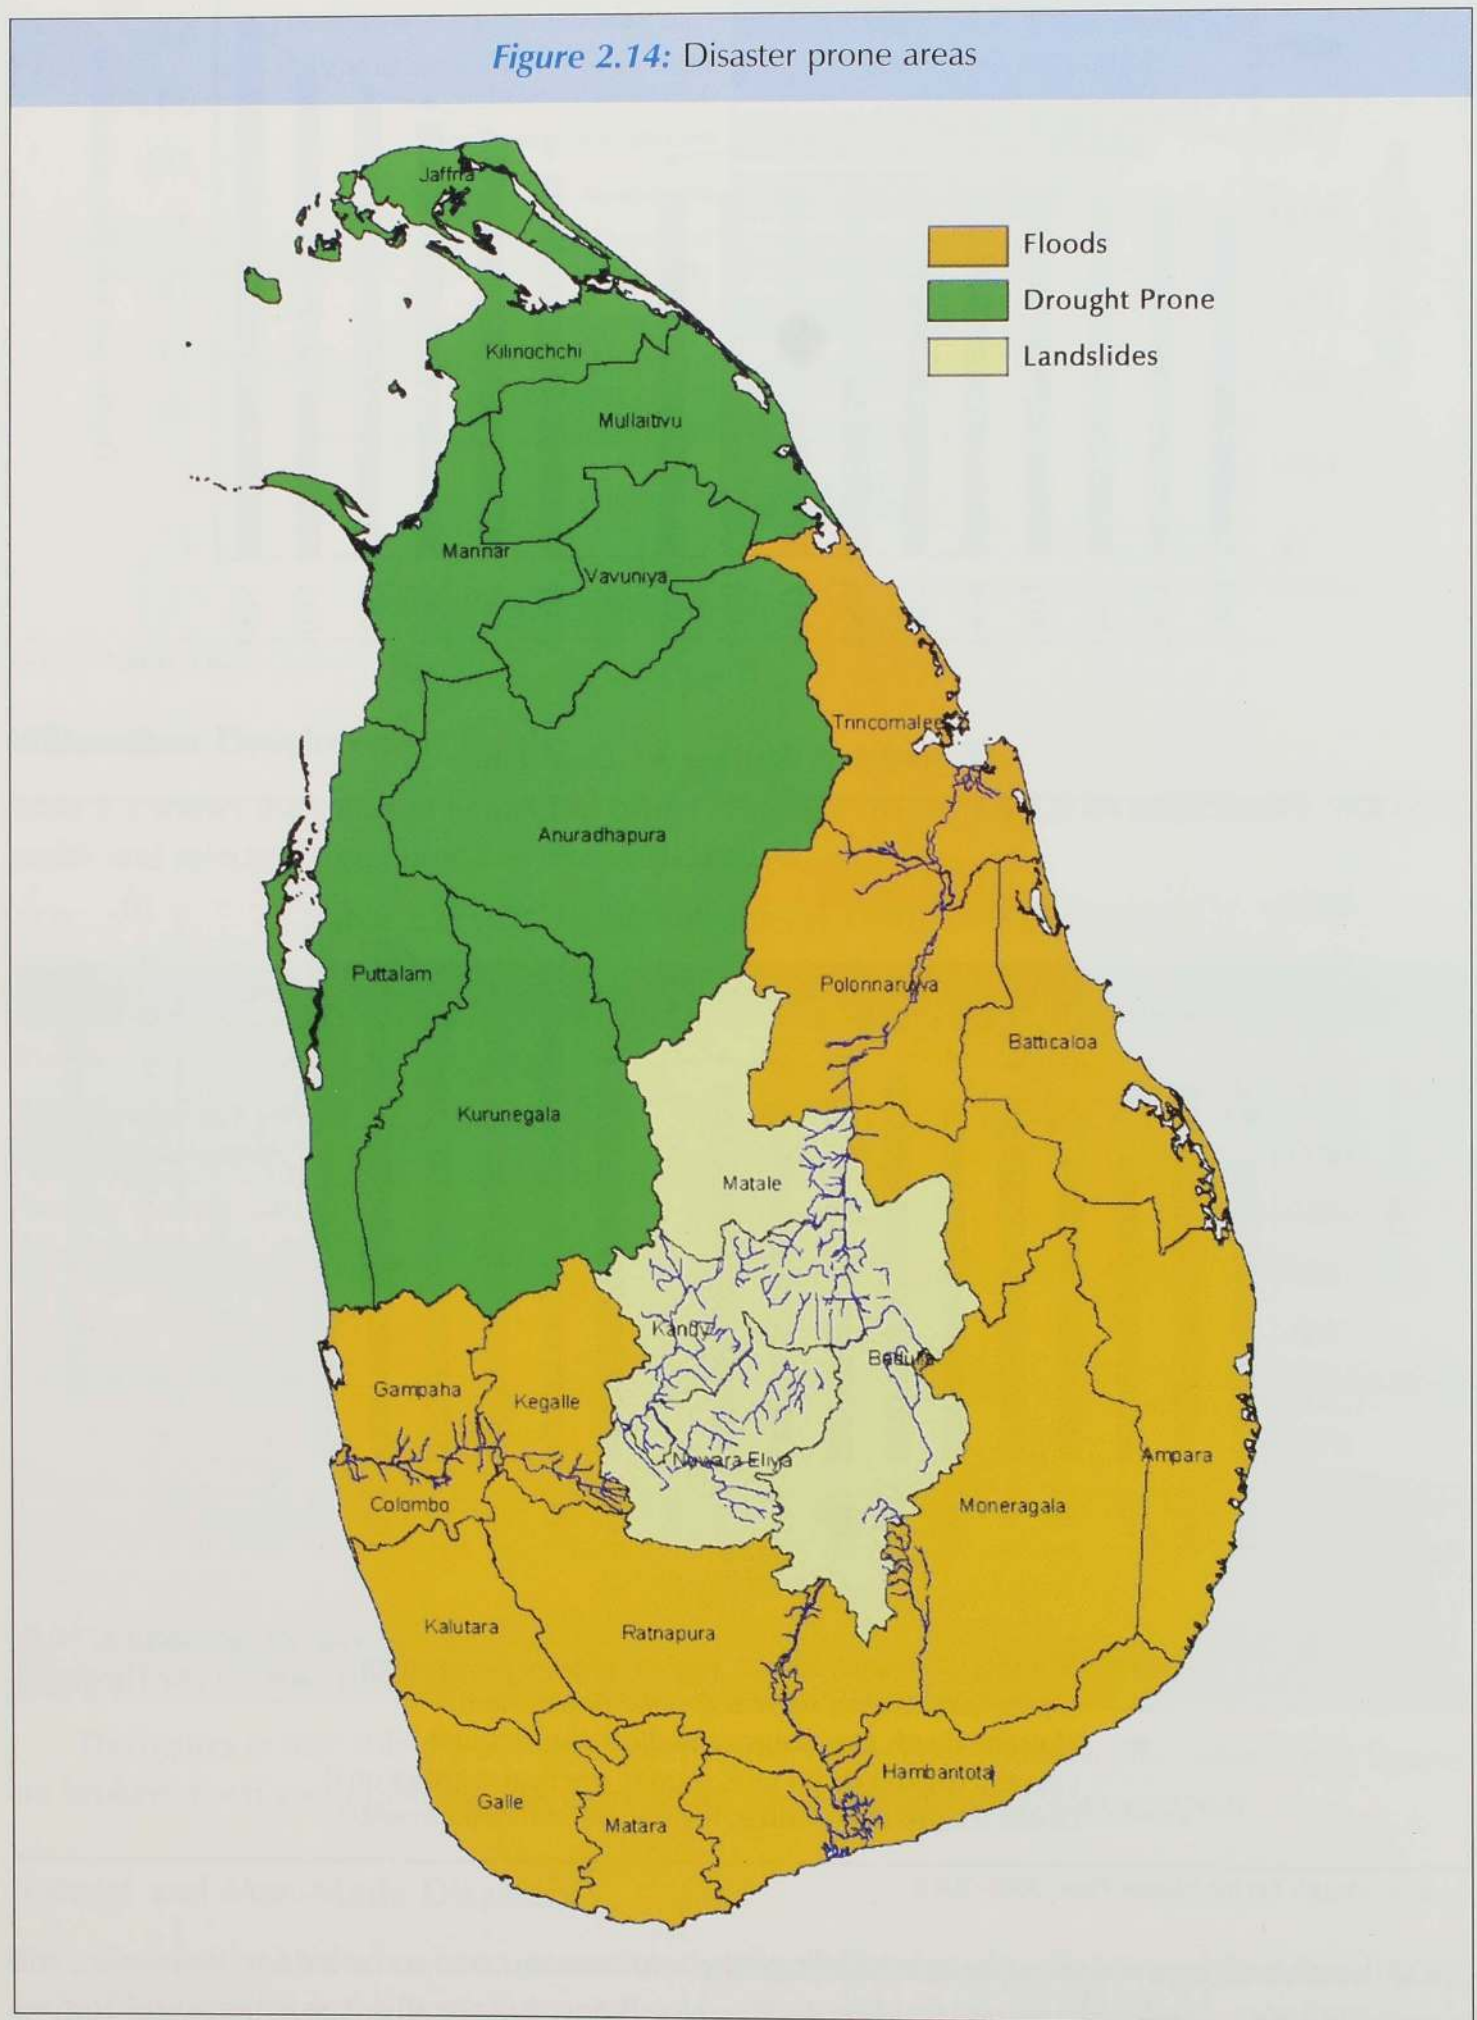 Figure 2.14: Disaster prone areas
Jaffna
Floods
Drought Prone
Landslides
Kilinochchi
Mullaitivu
Mannar
Vavuniya
Trincomalee
Anuradhapura
Puttalam
Polonnaruwa
Batticaloa
Kurunegala
Matale
Kandy
Badulla
Gampaha
Kegalle
Nuwara Eliya
Ampara
Colombo
Moneragala
Kalutara
Ratnapura
Hambantota
Galle
Matara